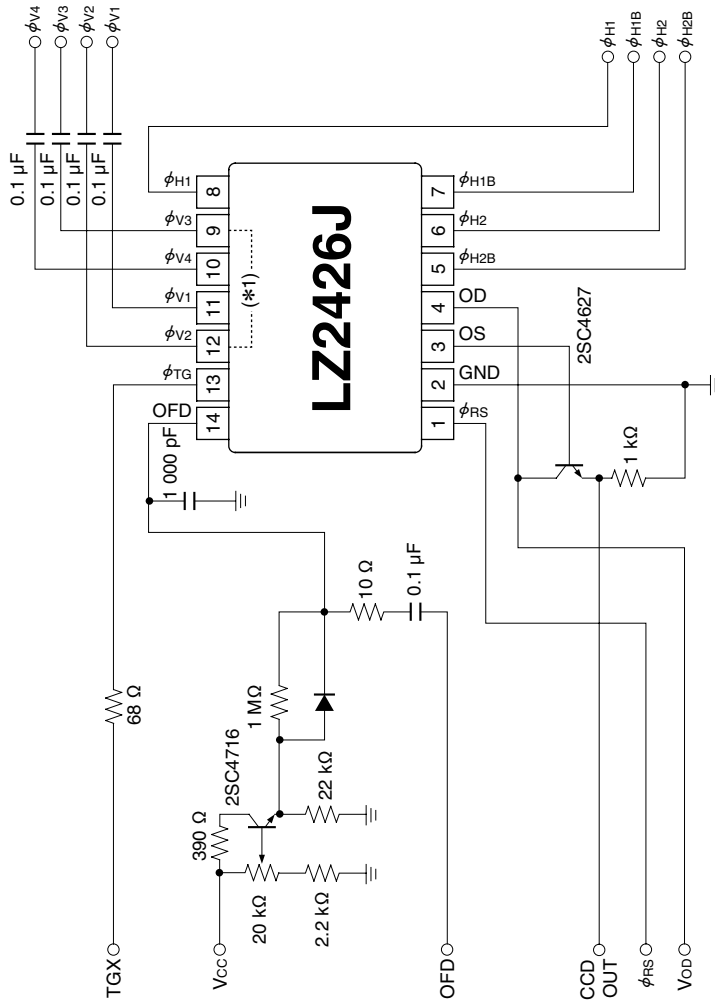 φV4
φV3
φV2
φV1
0.1 µF
0.1 µF
0.1 µF
0.1 µF
φH1
φH1B
φH2
φH2B
φH1
φV3
φV4
φV1
φV2
φTG
OFD
8
9
10
11
12
13
14
(*1)
LZ2426J
7
6
5
4
3
2
1
φH1B
φH2
φH2B
OD
OS
GND
φRS
2SC4627
1 kΩ
1 000 pF
10 Ω
0.1 µF
68 Ω
1 MΩ
2SC4716
22 kΩ
390 Ω
20 kΩ
2.2 kΩ
TGX
VCC
OFD
CCD
OUT
φRS
VOD